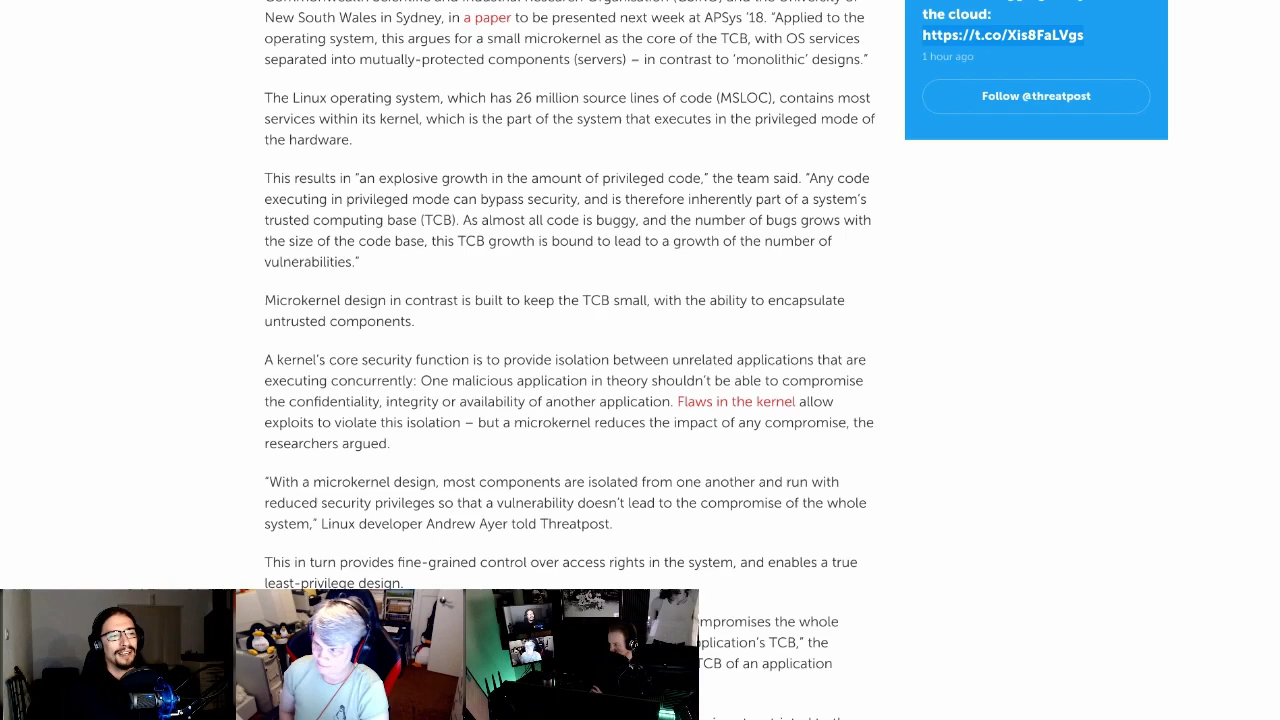 New South Wales in Sydney, in a paper to be presented next week at APSys '18. “Applied to the
operating system, this argues for a small microkernel as the core of the TCB, with OS services
separated into mutually-protected components (servers) – in contrast to ‘monolithic’ designs.”
The Linux operating system, which has 26 million source lines of code (MSLOC), contains most
services within its kernel, which is the part of the system that executes in the privileged mode of
the hardware.
This results in “an explosive growth in the amount of privileged code,” the team said. “Any code
executing in privileged mode can bypass security, and is therefore inherently part of a system’s
trusted computing base (TCB). As almost all code is buggy, and the number of bugs grows with
the size of the code base, this TCB growth is bound to lead to a growth of the number of
vulnerabilities.”
Microkernel design in contrast is built to keep the TCB small, with the ability to encapsulate
untrusted components.
A kernel’s core security function is to provide isolation between unrelated applications that are
executing concurrently: One malicious application in theory shouldn’t be able to compromise
the confidentiality, integrity or availability of another application. Flaws in the kernel allow
exploits to violate this isolation – but a microkernel reduces the impact of any compromise, the
researchers argued.
“With a microkernel design, most components are isolated from one another and run with
reduced security privileges so that a vulnerability doesn’t lead to the compromise of the whole
system,” Linux developer Andrew Ayer told Threatpost.
This in turn provides fine-grained control over access rights in the system, and enables a true
least-privilege design.
mpromises the whole
plication’s TCB,” the
TCB of an application
the cloud:
https://t.co/Xis8FaLVgs
1 hour ago
Follow @threatpost